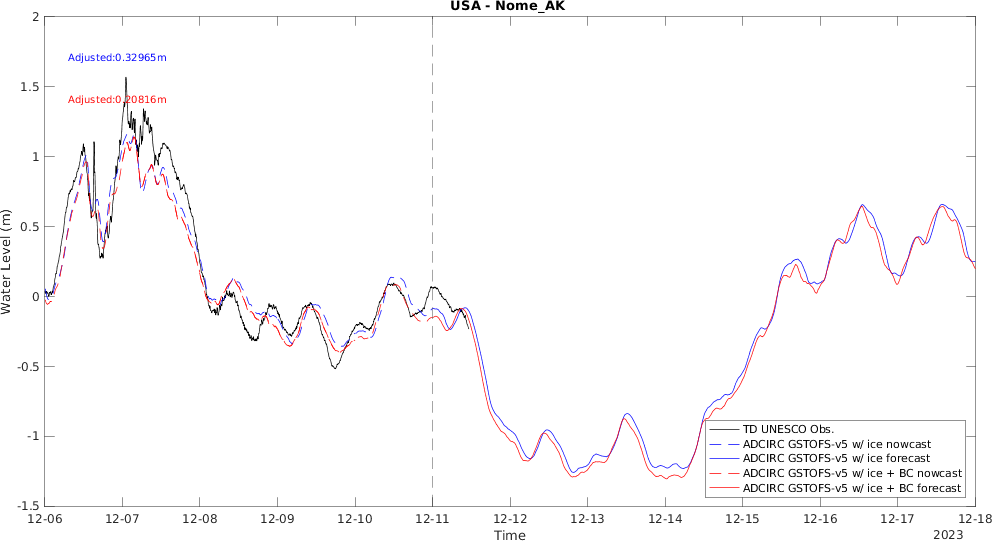 USA - Nome_AK
2
1.5
1
0.5
0
-0.5
-1
-1.5
Water Level (m)
Adjusted:0.32965m
Adjusted:0.20816m
TD UNESCO Obs.
ADCIRC GSTOFS-v5 w/ ice nowcast
ADCIRC GSTOFS-v5 w/ ice forecast
ADCIRC GSTOFS-v5 w/ ice + BC nowcast
ADCIRC GSTOFS-v5 w/ ice + BC forecast
12-06 12-07 12-08 12-09 12-10 12-11 12-12 12-13 12-14 12-15 12-16 12-17 12-18
Time
2023